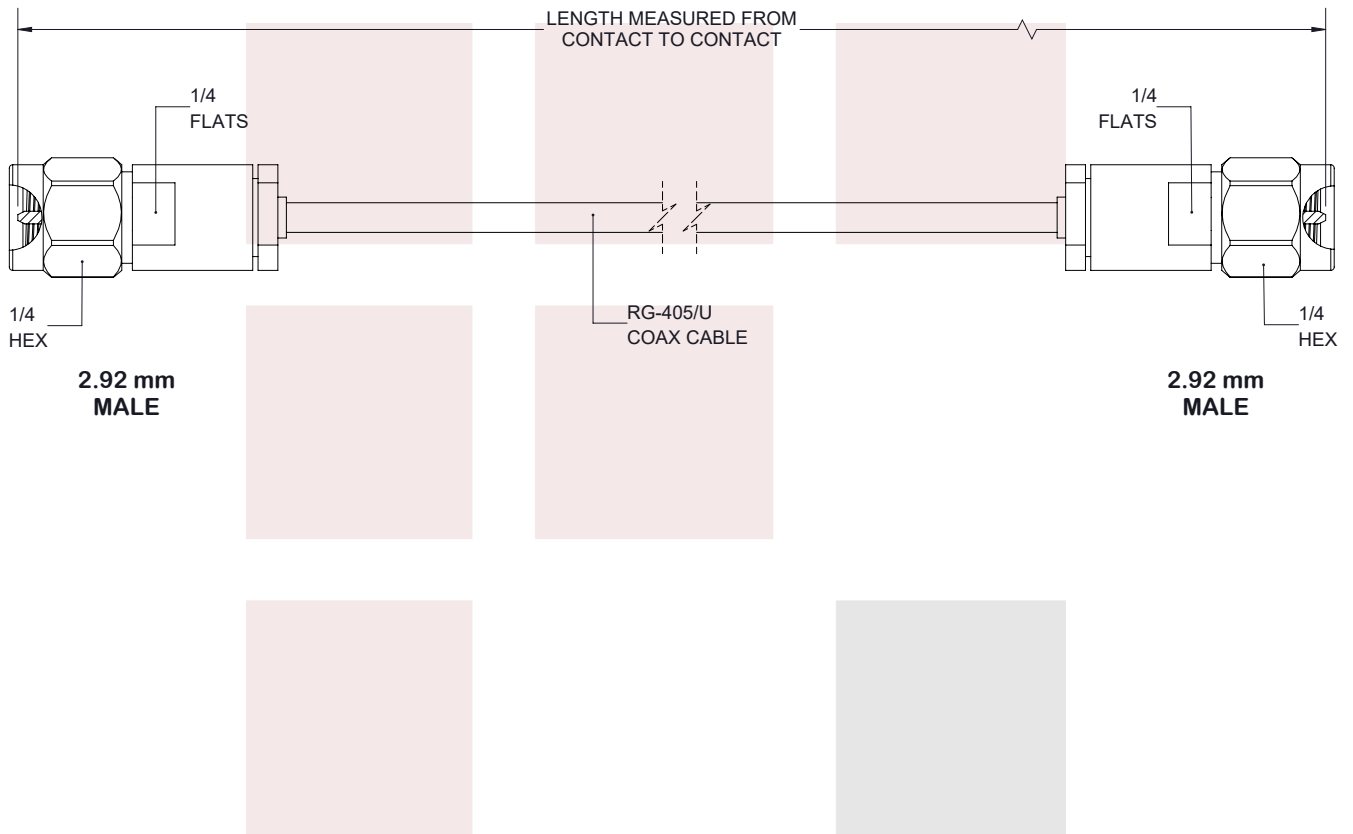 LENGTH MEASURED FROM
CONTACT TO CONTACT
1/4
FLATS
1/4
FLATS
1/4
HEX
RG-405/U
COAX CABLE
1/4
HEX
2.92 mm
MALE
2.92 mm
MALE